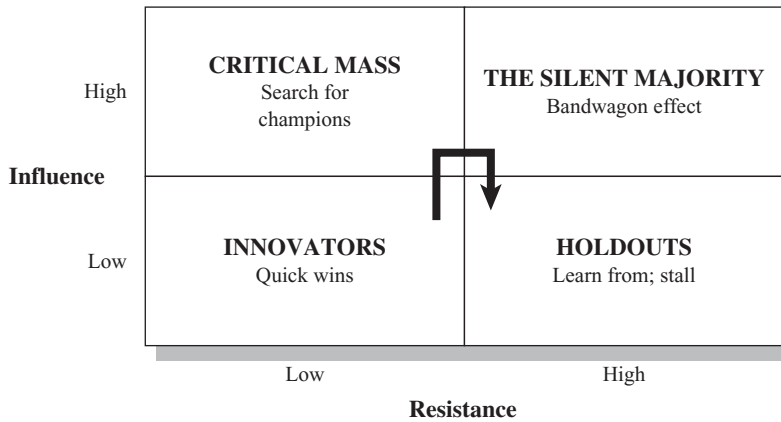 CRITICAL MASS
Search for
champions
THE SILENT MAJORITY
Bandwagon effect
High
Influence
INNOVATORS
Quick wins
HOLDOUTS
Learn from; stall
Low
Low
High
Resistance